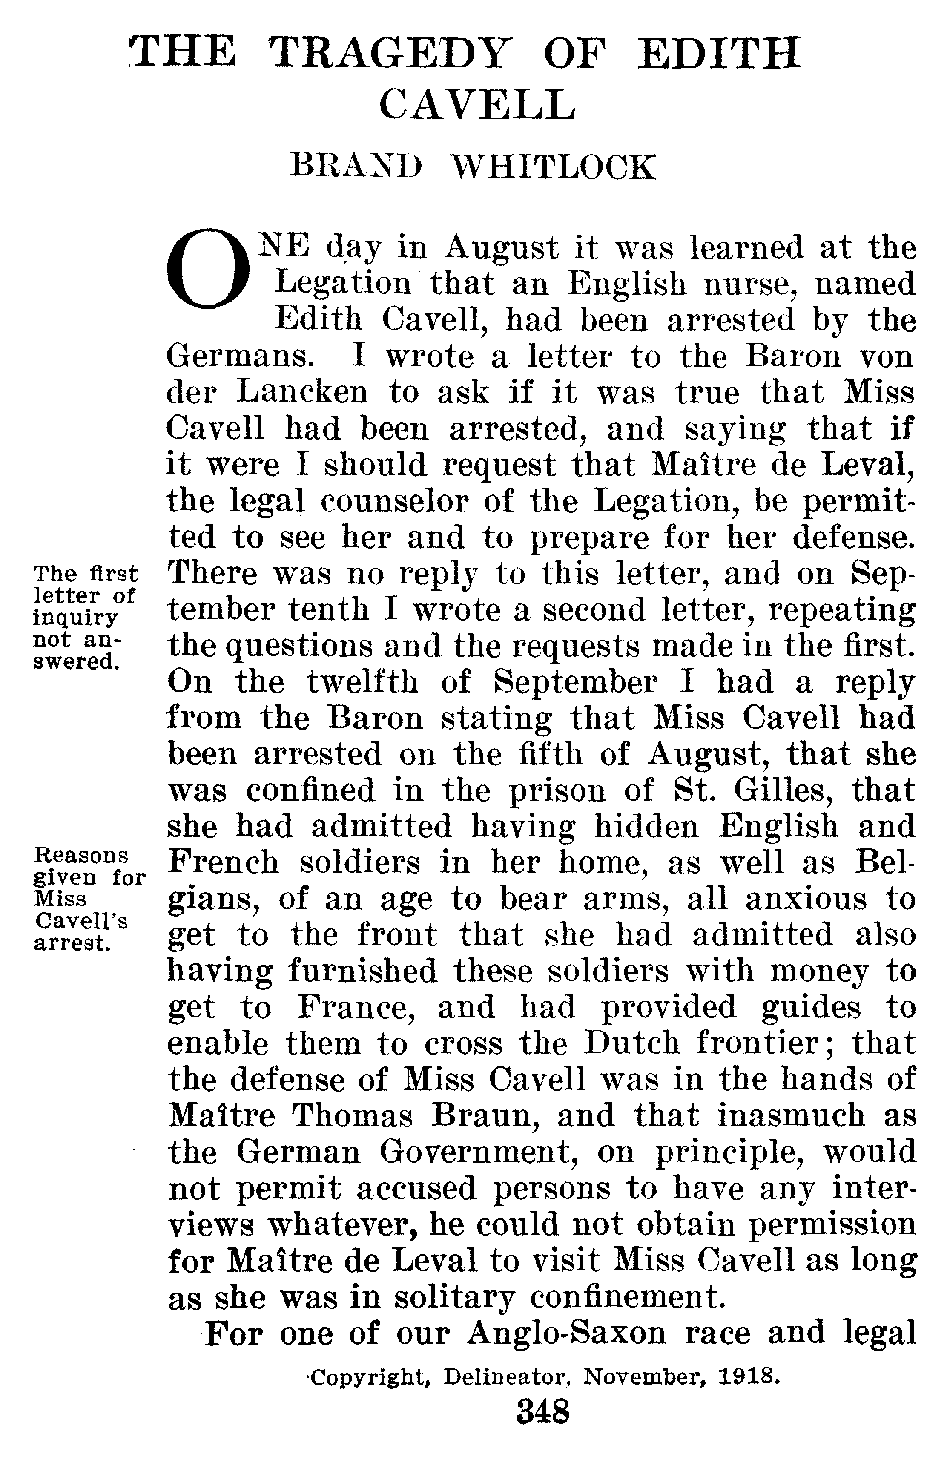 THE TRAGEDY OF EDITH
CAVELL
BRAND WHITLOCK
ONE day in August it was learned at the
Legation that an English nurse, named
Edith Cavell, had been arrested by the
Germans. I wrote a letter to the Baron von
der Lancken to ask if it was true that Miss
Cavell had been arrested, and saying that if
it were I should request that Maître de Leval,
the legal counselor of the Legation, be permit-
ted to see her and to prepare for her defense.
The first
letter of
inquiry
not an-
swered.
There was no reply to this letter, and on Sep-
tember tenth I wrote a second letter, repeating
the questions and the requests made in the first.
On the twelfth of September I had a reply
from the Baron stating that Miss Cavell had
been arrested on the fifth of August, that she
was confined in the prison of St. Gilles, that
she had admitted having hidden English and
Reasons
given for
Miss
Cavell's
arrest.
French soldiers in her home, as well as Bel-
gians, of an age to bear arms, all anxious to
get to the front that she had admitted also
having furnished these soldiers with money to
get to France, and had provided guides to
enable them to cross the Dutch frontier; that
the defense of Miss Cavell was in the hands of
Maître Thomas Braun, and that inasmuch as
the German Government, on principle, would
not permit accused persons to have any inter-
views whatever, he could not obtain permission
for Maître de Leval to visit Miss Cavell as long
as she was in solitary confinement.
For one of our Anglo-Saxon race and legal
Copyright, Delineator, November, 1918.
348